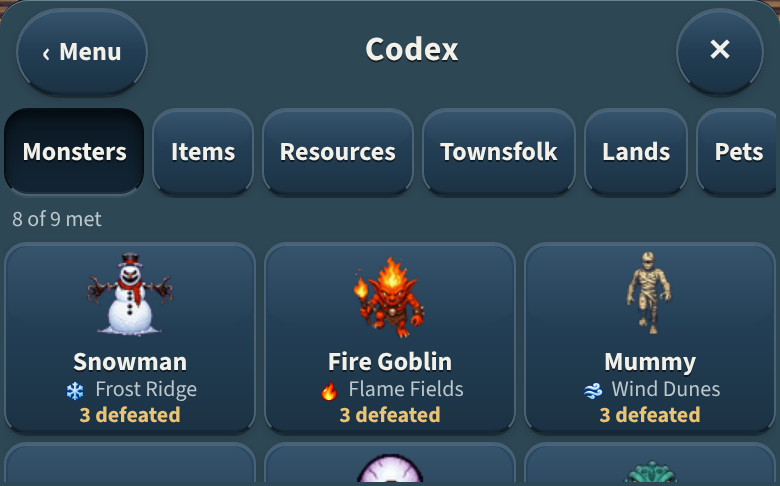 ‹ Menu
Codex
✕
Monsters
Items
Resources
Townsfolk
Lands
Pets
8 of 9 met
Snowman
Frost Ridge
3 defeated
Fire Goblin
Flame Fields
3 defeated
Mummy
Wind Dunes
3 defeated